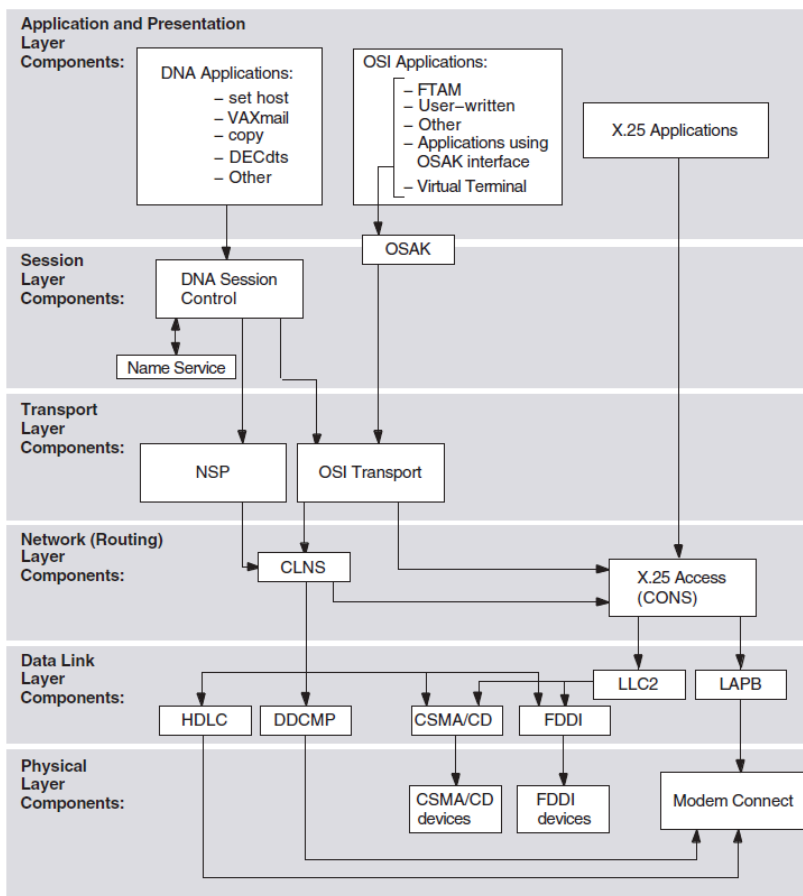 Application and Presentation
Layer
Components:
DNA Applications:
– set host
– VAXmail
– copy
– DECdts
– Other
OSI Applications:
– FTAM
– User–written
– Other
– Applications using
OSAK interface
– Virtual Terminal
X.25 Applications
OSAK
Session
Layer
Components:
DNA Session
Control
Name Service
Transport
Layer
Components:
NSP
OSI Transport
Network (Routing)
Layer
Components:
CLNS
X.25 Access
(CONS)
Data Link
Layer
Components:
LLC2
LAPB
HDLC
DDCMP
CSMA/CD
FDDI
Physical
Layer
Components:
CSMA/CD
devices
FDDI
devices
Modem Connect